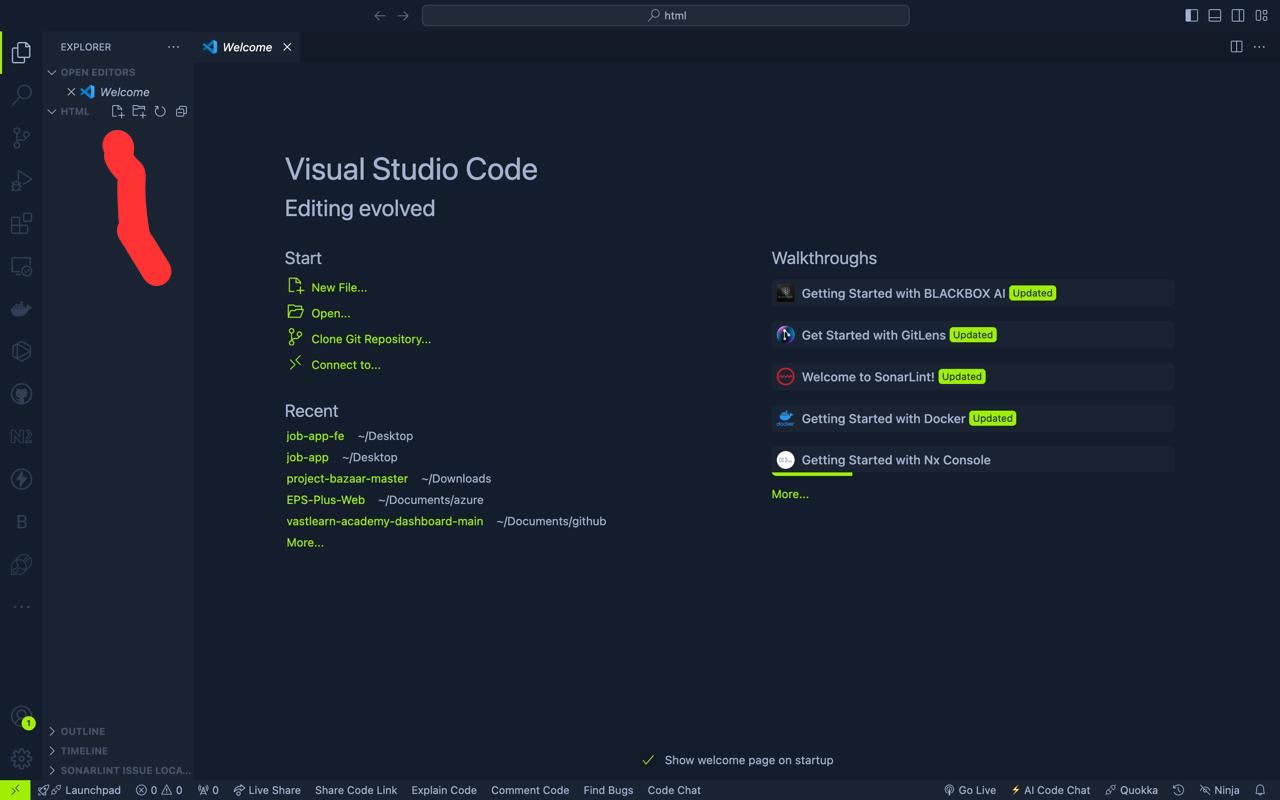 html
EXPLORER
Welcome
OPEN EDITORS
Welcome
HTML
Visual Studio Code
Editing evolved
Start
New File...
Open...
Clone Git Repository...
Connect to...
Recent
job-app-fe ~/Desktop
job-app ~/Desktop
project-bazaar-master ~/Downloads
EPS-Plus-Web ~/Documents/azure
vastlearn-academy-dashboard-main ~/Documents/github
More...
Walkthroughs
Getting Started with BLACKBOX AI Updated
Get Started with GitLens Updated
Welcome to SonarLint! Updated
docker Getting Started with Docker Updated
Getting Started with Nx Console
More...
B
1
OUTLINE
TIMELINE
SONARLINT ISSUE LOCA...
Show welcome page on startup
Launchpad 0 0 0 Live Share Share Code Link Explain Code Comment Code Find Bugs Code Chat Go Live AI Code Chat Quokka Ninja